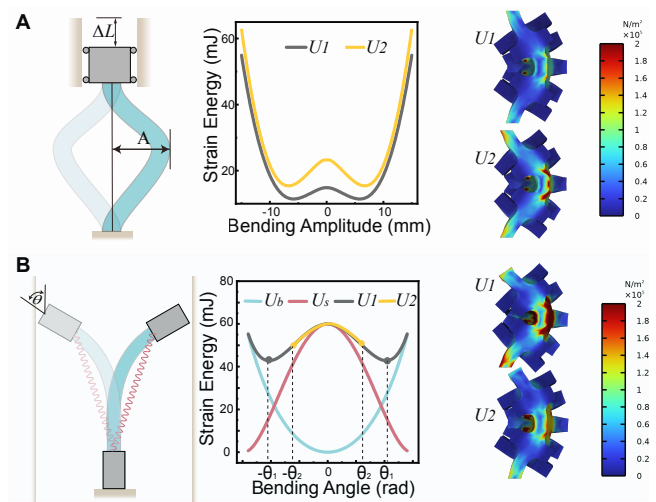 A
ΔL
A
Strain Energy (mJ)
60
40
20
U1 U2
-10 0 10
Bending Amplitude (mm)
U1
U2
N/m²
×10⁵
2
1.8
1.6
1.4
1.2
1
0.8
0.6
0.4
0.2
0
B
θ
Strain Energy (mJ)
80
60
40
20
0
U_b U_s U1 U2
-θ₁ -θ₂ 0 θ₂ θ₁
Bending Angle (rad)
U1
U2
N/m²
×10⁵
2
1.8
1.6
1.4
1.2
1
0.8
0.6
0.4
0.2
0